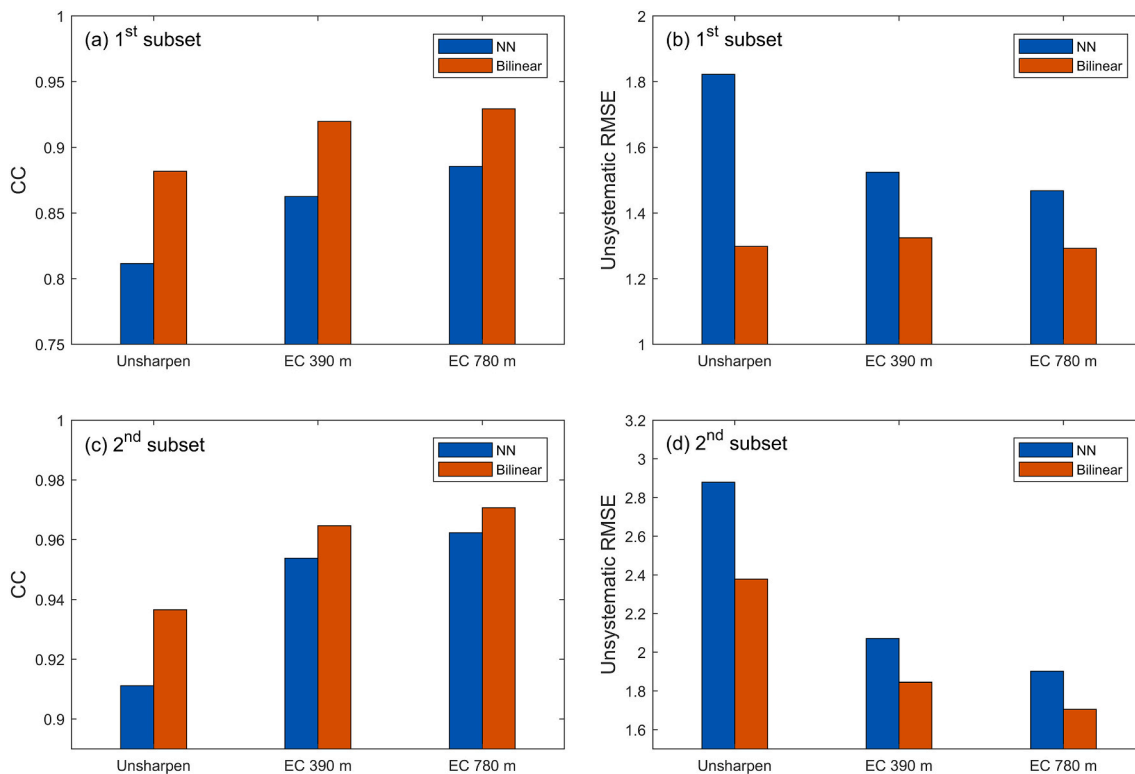 (a) 1st subset
NN
Bilinear
CC
1
0.95
0.9
0.85
0.8
0.75
Unsharpen EC 390 m EC 780 m
(b) 1st subset
NN
Bilinear
Unsystematic RMSE
2
1.8
1.6
1.4
1.2
1
Unsharpen EC 390 m EC 780 m
(c) 2nd subset
NN
Bilinear
CC
1
0.98
0.96
0.94
0.92
0.9
Unsharpen EC 390 m EC 780 m
(d) 2nd subset
NN
Bilinear
Unsystematic RMSE
3.2
3
2.8
2.6
2.4
2.2
2
1.8
1.6
Unsharpen EC 390 m EC 780 m